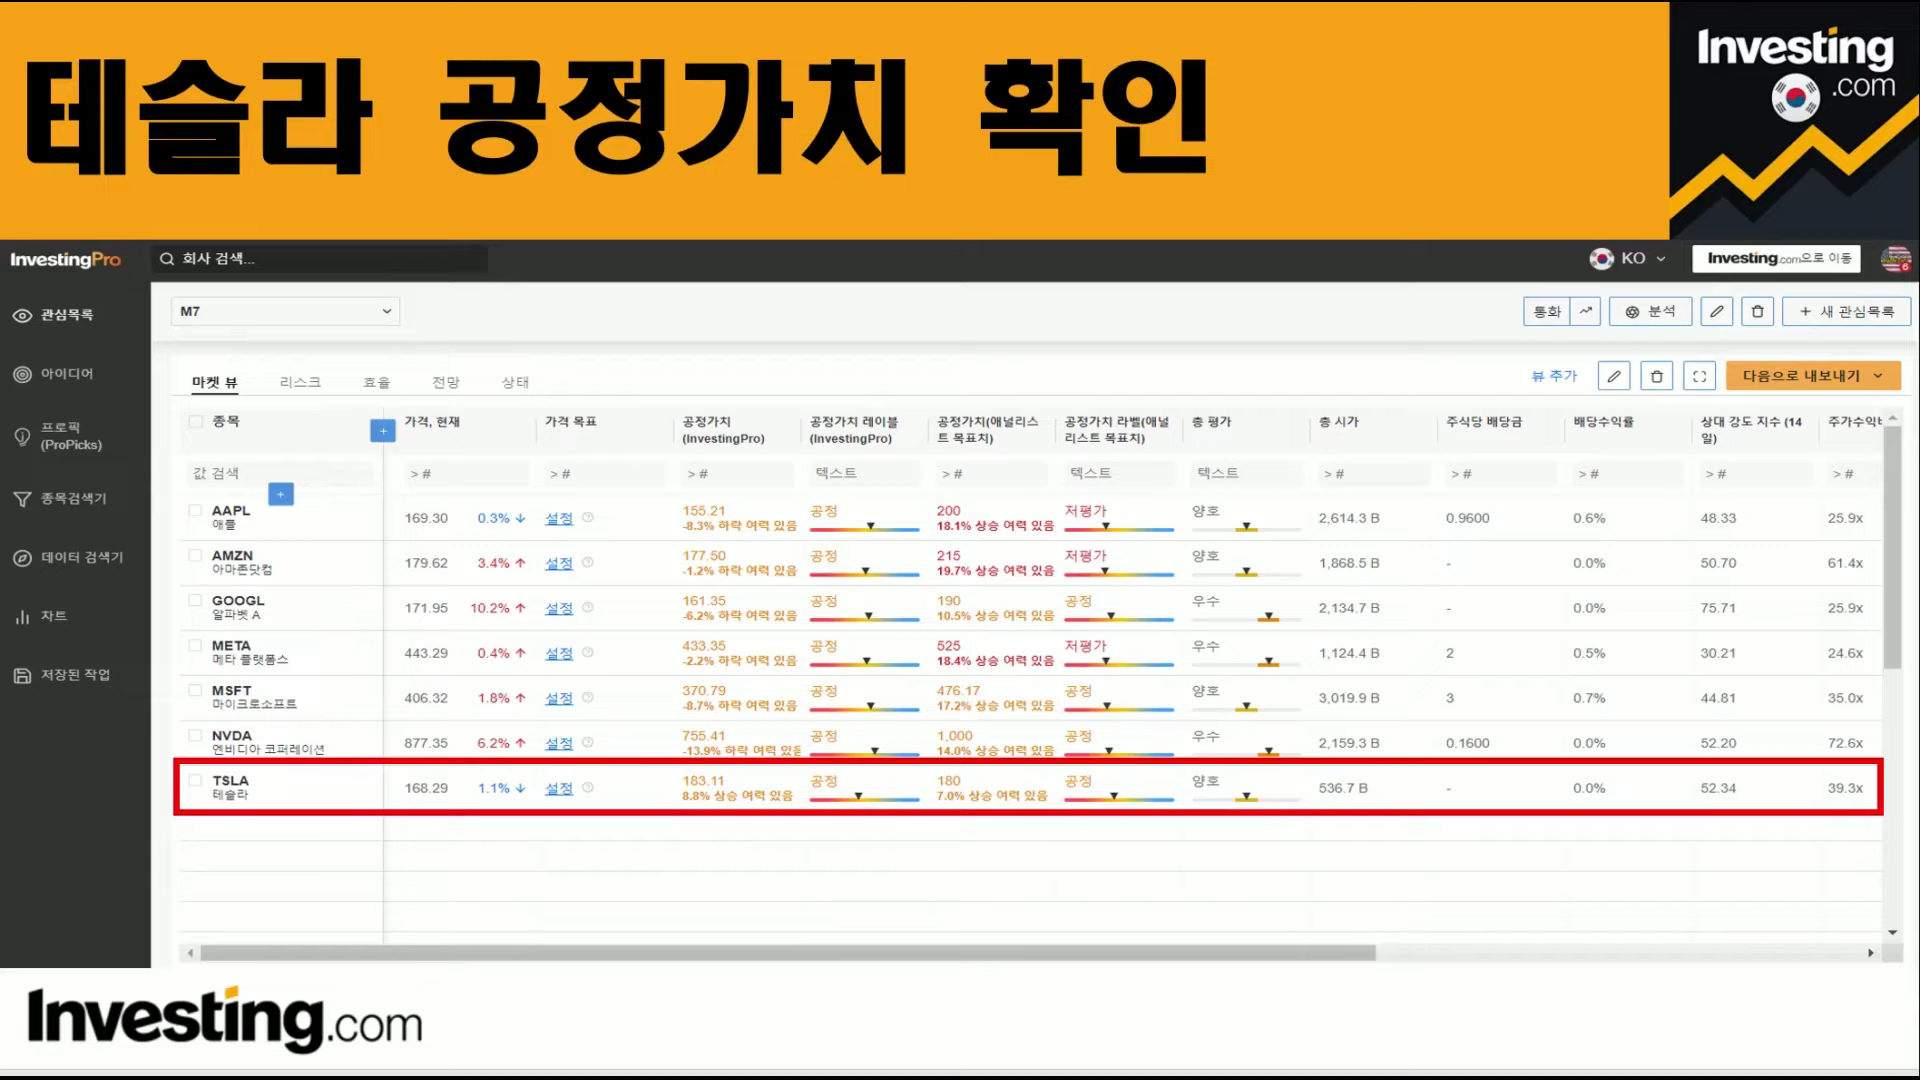 테슬라 공정가치 확인
Investing
.com
InvestingPro
회사 검색...
KO
Investing.com으로 이동
6
관심목록
아이디어
프로픽
(ProPicks)
종목검색기
데이터 검색기
차트
저장된 작업
M7
통화
분석
+ 새 관심목록
마켓 뷰 리스크 효율 전망 상태
뷰 추가
다음으로 내보내기
종목 + 가격, 현재 가격 목표 공정가치 (InvestingPro) 공정가치 레이블 (InvestingPro) 공정가치(애널리스트 목표치) 공정가치 라벨(애널리스트 목표치) 총 평가 총 시가 주식당 배당금 배당수익률 상대 강도 지수 (14일) 주가수익
값 검색 > # > # > # 텍스트 > # 텍스트 텍스트 > # > # > # > # > #
+
AAPL 155.21 공정 200 저평가 양호
애플 169.30 0.3% ↓ 설정 -8.3% 하락 여력 있음 18.1% 상승 여력 있음 2,614.3 B 0.9600 0.6% 48.33 25.9x
AMZN 177.50 공정 215 저평가 양호
아마존닷컴 179.62 3.4% ↑ 설정 -1.2% 하락 여력 있음 19.7% 상승 여력 있음 1,868.5 B - 0.0% 50.70 61.4x
GOOGL 161.35 공정 190 공정 우수
알파벳 A 171.95 10.2% ↑ 설정 -6.2% 하락 여력 있음 10.5% 상승 여력 있음 2,134.7 B - 0.0% 75.71 25.9x
META 433.35 공정 525 저평가 우수
메타 플랫폼스 443.29 0.4% ↑ 설정 -2.2% 하락 여력 있음 18.4% 상승 여력 있음 1,124.4 B 2 0.5% 30.21 24.6x
MSFT 370.79 공정 476.17 공정 양호
마이크로소프트 406.32 1.8% ↑ 설정 -8.7% 하락 여력 있음 17.2% 상승 여력 있음 3,019.9 B 3 0.7% 44.81 35.0x
NVDA 755.41 공정 1,000 공정 우수
엔비디아 코퍼레이션 877.35 6.2% ↑ 설정 -13.9% 하락 여력 있음 14.0% 상승 여력 있음 2,159.3 B 0.1600 0.0% 52.20 72.6x
TSLA 183.11 공정 180 공정 양호
테슬라 168.29 1.1% ↓ 설정 8.8% 상승 여력 있음 7.0% 상승 여력 있음 536.7 B - 0.0% 52.34 39.3x
Investing.com